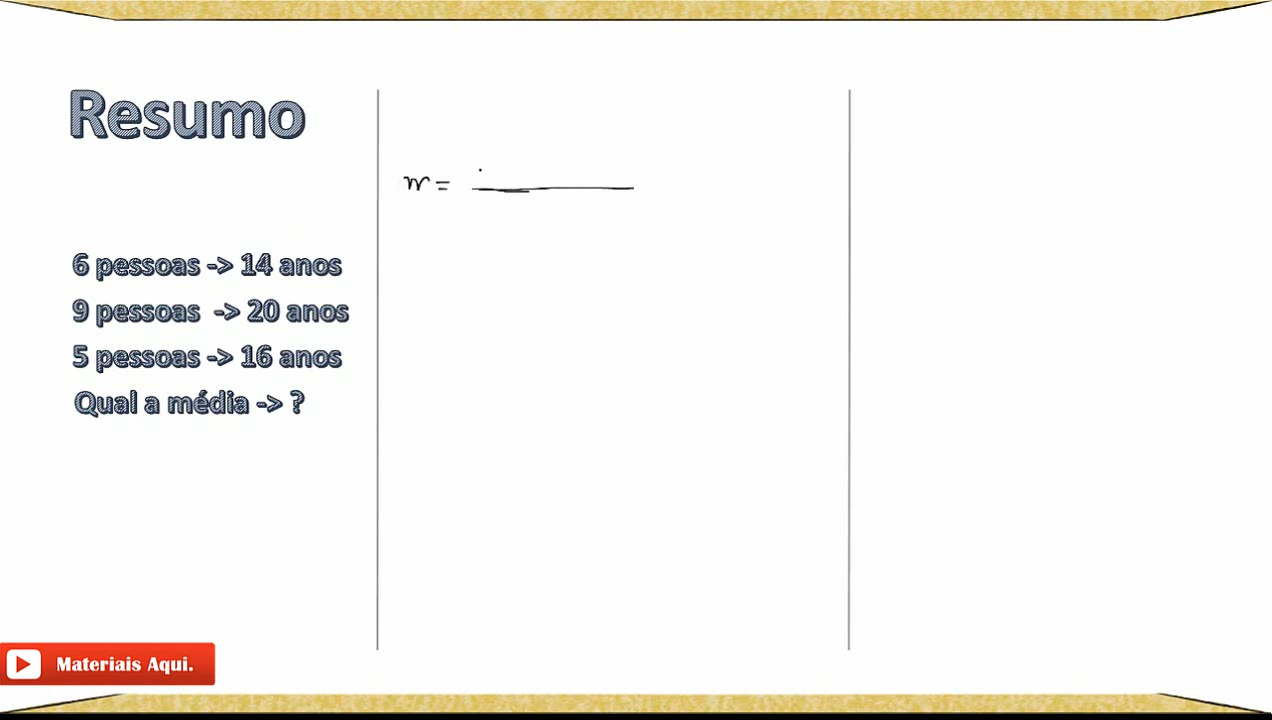 Resumo
6 pessoas -> 14 anos
9 pessoas -> 20 anos
5 pessoas -> 16 anos
Qual a média -> ?
m =
Materiais Aqui.